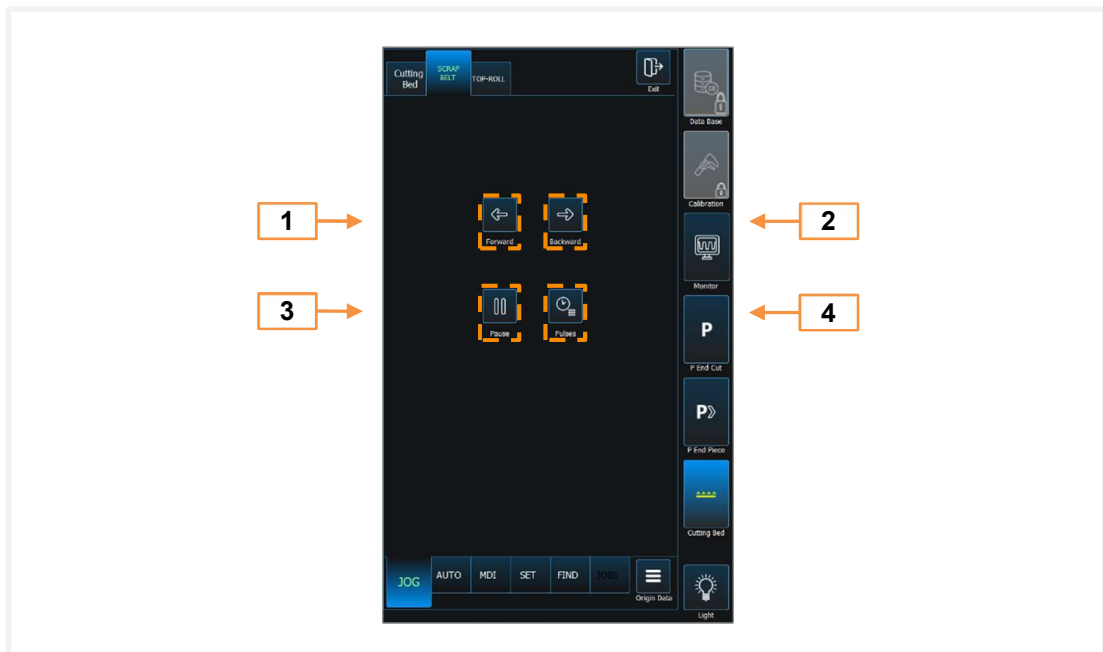 Cutting
Bed
SCRAP
BELT
TOP-ROLL
Exit
Data Base
1
Forward
Backward
Calibration
2
Monitor
3
Pause
Pulses
4
P
P End Cut
P»
P End Piece
Cutting Bed
JOG
AUTO
MDI
SET
FIND
JOBS
Origin Data
Light